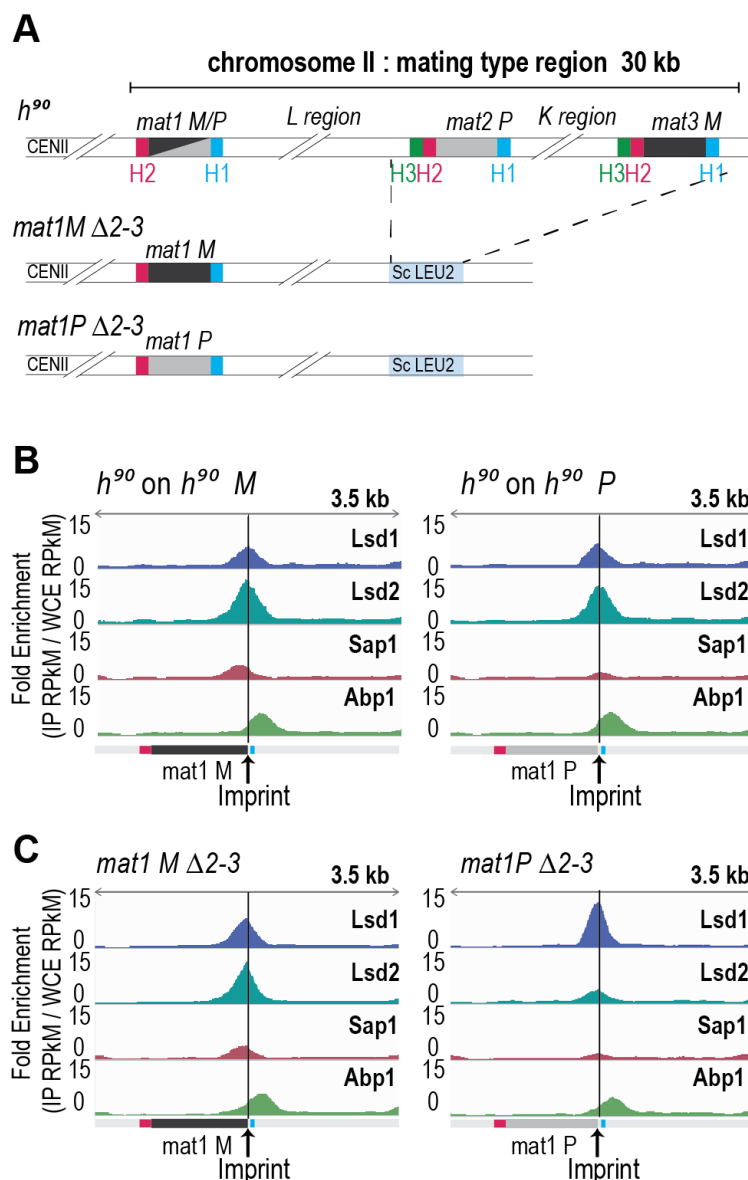 A
chromosome II : mating type region 30 kb
h⁹⁰
mat1 M/P
L region
mat2 P
K region
mat3 M
CENII
H2
H1
H3
H2
H1
H3
H2
H1
mat1M Δ2-3
mat1 M
CENII
Sc LEU2
mat1P Δ2-3
mat1 P
CENII
Sc LEU2
B
h⁹⁰ on h⁹⁰ M
3.5 kb
Fold Enrichment
(IP RPkM / WCE RPkM)
15
0
Lsd1
15
0
Lsd2
15
0
Sap1
15
0
Abp1
mat1 M
Imprint
h⁹⁰ on h⁹⁰ P
3.5 kb
15
0
Lsd1
15
0
Lsd2
15
0
Sap1
15
0
Abp1
mat1 P
Imprint
C
mat1 M Δ2-3
3.5 kb
Fold Enrichment
(IP RPkM / WCE RPkM)
15
0
Lsd1
15
0
Lsd2
15
0
Sap1
15
0
Abp1
mat1 M
Imprint
mat1P Δ2-3
3.5 kb
15
0
Lsd1
15
0
Lsd2
15
0
Sap1
15
0
Abp1
mat1 P
Imprint